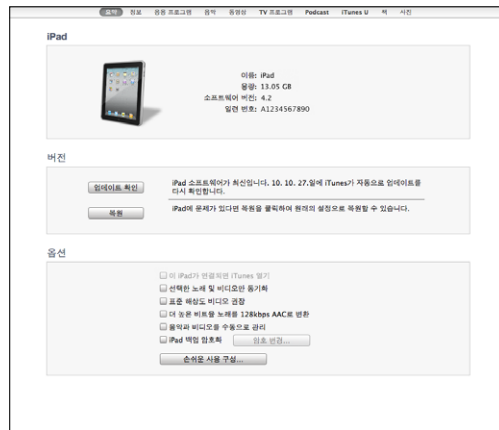 요약 정보 응용 프로그램 음악 동영상 TV 프로그램 Podcast iTunes U 책 사진
iPad
이름: iPad
용량: 13.05 GB
소프트웨어 버전: 4.2
일련 번호: A1234567890
버전
업데이트 확인
iPad 소프트웨어가 최신입니다. 10. 10. 27.일에 iTunes가 자동으로 업데이트를
다시 확인합니다.
복원
iPad에 문제가 있다면 복원을 클릭하여 원래의 설정으로 복원할 수 있습니다.
옵션
이 iPad가 연결되면 iTunes 열기
선택한 노래 및 비디오만 동기화
표준 해상도 비디오 권장
더 높은 비트율 노래를 128kbps AAC로 변환
음악과 비디오를 수동으로 관리
iPad 백업 암호화 암호 변경...
손쉬운 사용 구성...